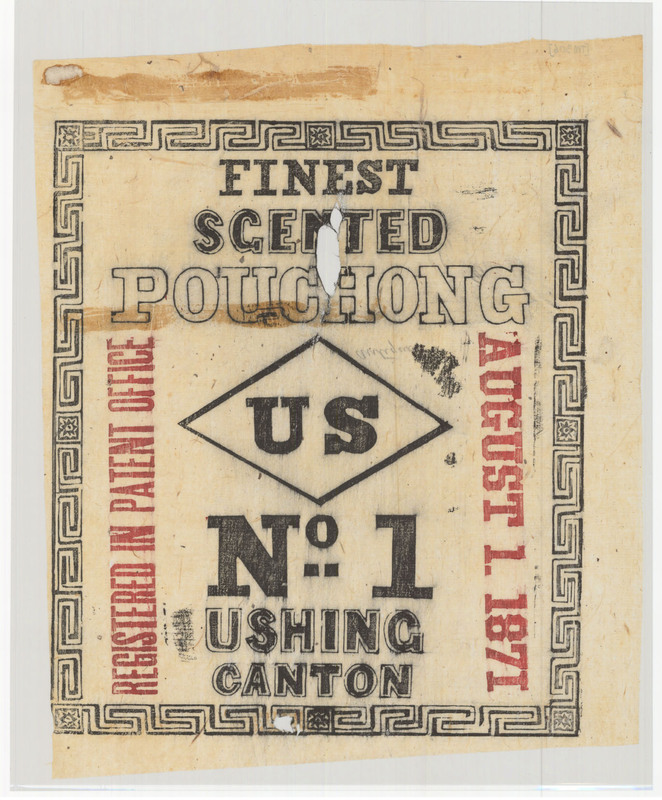 FINEST
SCENTED
POUCHONG
REGISTERED IN PATENT OFFICE
US
AUGUST 1. 1871
No 1
USHING
CANTON